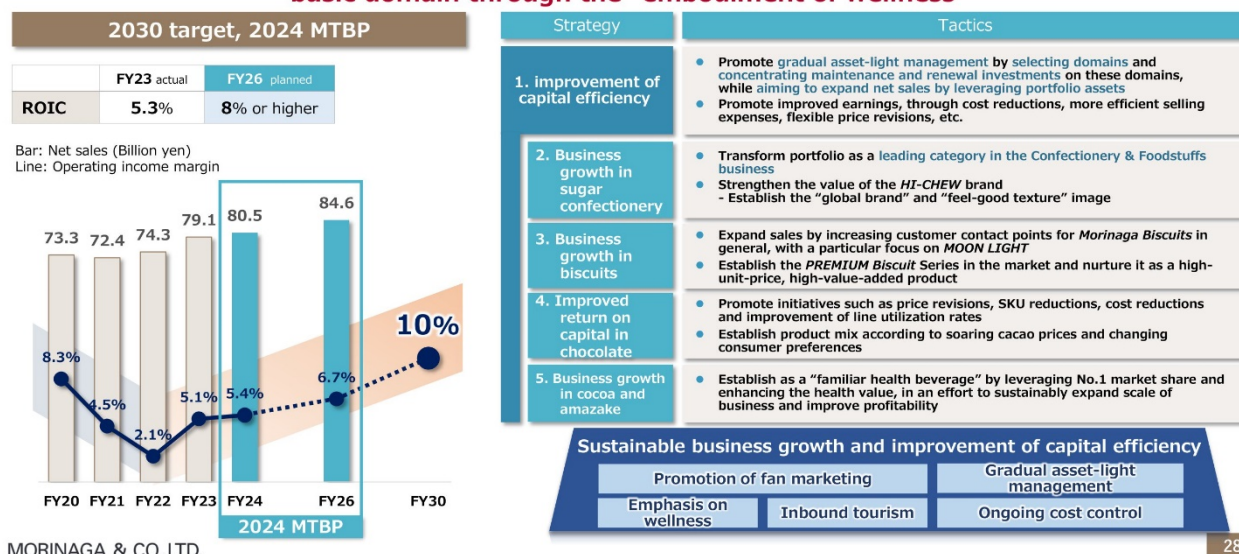 basic domain through the "embodiment of wellness"
2030 target, 2024 MTBP
FY23 actual
FY26 planned
ROIC
5.3%
8% or higher
Bar: Net sales (Billion yen)
Line: Operating income margin
73.3
72.4
74.3
79.1
80.5
84.6
8.3%
4.5%
2.1%
5.1%
5.4%
6.7%
10%
FY20
FY21
FY22
FY23
FY24
FY26
FY30
2024 MTBP
Strategy
Tactics
1. improvement of
capital efficiency
• Promote gradual asset-light management by selecting domains and
concentrating maintenance and renewal investments on these domains,
while aiming to expand net sales by leveraging portfolio assets
• Promote improved earnings, through cost reductions, more efficient selling
expenses, flexible price revisions, etc.
2. Business
growth in
sugar
confectionery
• Transform portfolio as a leading category in the Confectionery & Foodstuffs
business
• Strengthen the value of the HI-CHEW brand
- Establish the “global brand” and “feel-good texture” image
3. Business
growth in
biscuits
• Expand sales by increasing customer contact points for Morinaga Biscuits in
general, with a particular focus on MOON LIGHT
• Establish the PREMIUM Biscuit Series in the market and nurture it as a high-
unit-price, high-value-added product
4. Improved
return on
capital in
chocolate
• Promote initiatives such as price revisions, SKU reductions, cost reductions
and improvement of line utilization rates
• Establish product mix according to soaring cacao prices and changing
consumer preferences
5. Business growth
in cocoa and
amazake
• Establish as a “familiar health beverage” by leveraging No.1 market share and
enhancing the health value, in an effort to sustainably expand scale of
business and improve profitability
Sustainable business growth and improvement of capital efficiency
Promotion of fan marketing
Gradual asset-light
management
Emphasis on
wellness
Inbound tourism
Ongoing cost control
MORINAGA & CO. LTD
28